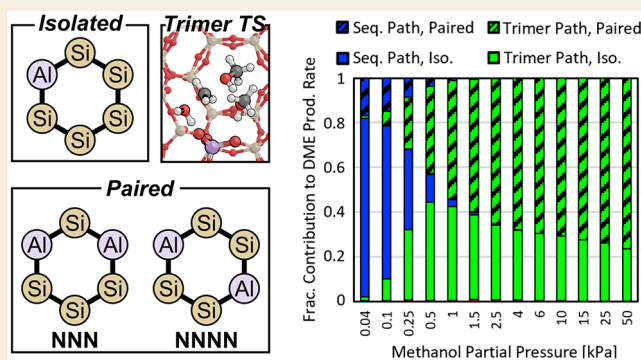 Isolated
Si
Al
Si
Si
Si
Si
Trimer TS
Paired
Si
Al
Al
Si
Si
Si
NNN
Si
Al
Si
Si
Al
Si
NNNN
Seq. Path, Paired
Trimer Path, Paired
Seq. Path, Iso.
Trimer Path, Iso.
Frac. Contribution to DME Prod. Rate
1
0.8
0.6
0.4
0.2
0
0.04
0.1
0.25
0.5
1
1.5
2.5
4
6
10
15
25
50
Methanol Partial Pressure [kPa]